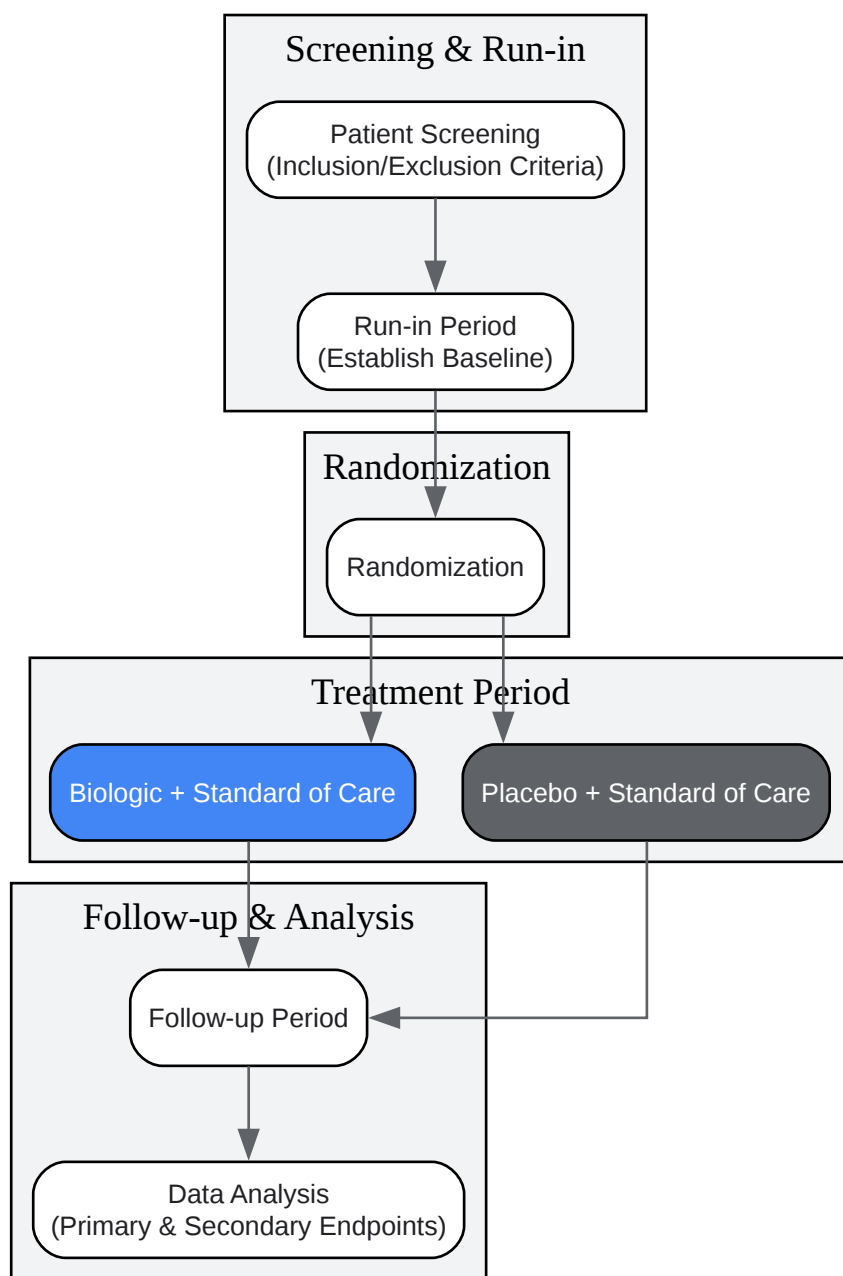 Screening & Run-in
Patient Screening
(Inclusion/Exclusion Criteria)
Run-in Period
(Establish Baseline)
Randomization
Randomization
Treatment Period
Biologic + Standard of Care
Placebo + Standard of Care
Follow-up & Analysis
Follow-up Period
Data Analysis
(Primary & Secondary Endpoints)